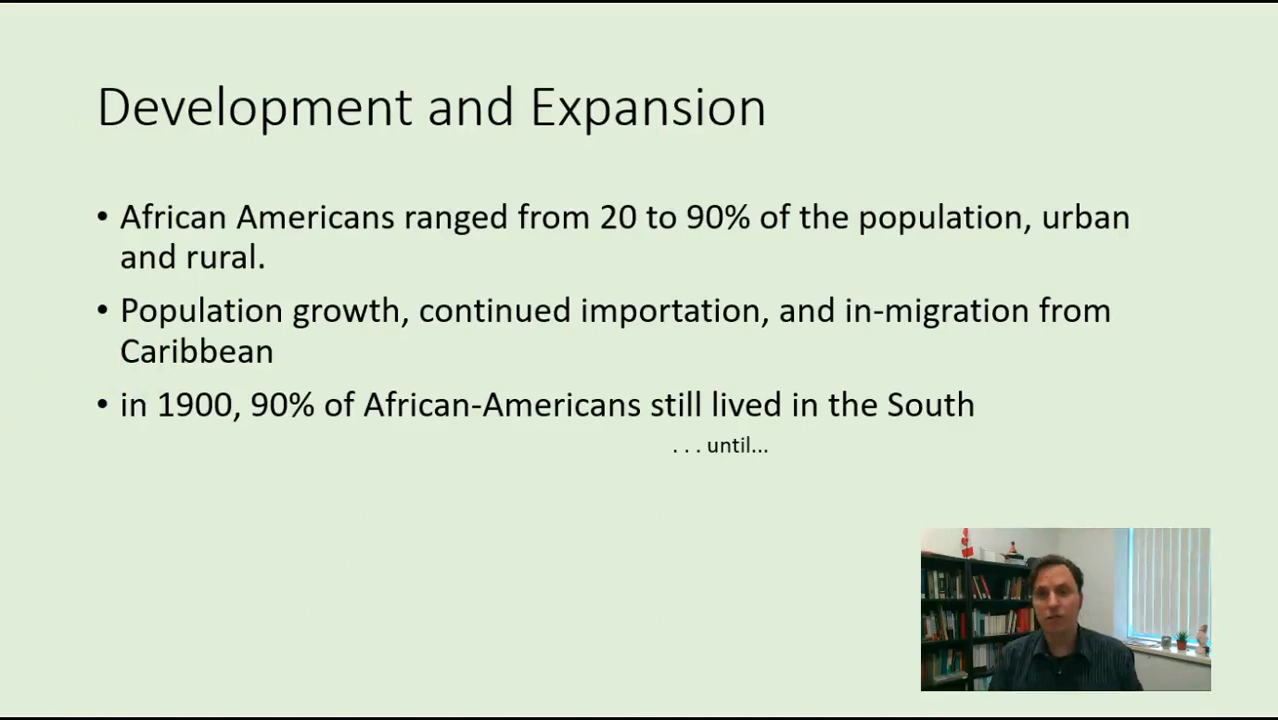 Development and Expansion
• African Americans ranged from 20 to 90% of the population, urban
and rural.
• Population growth, continued importation, and in-migration from
Caribbean
• in 1900, 90% of African-Americans still lived in the South
. . . until...